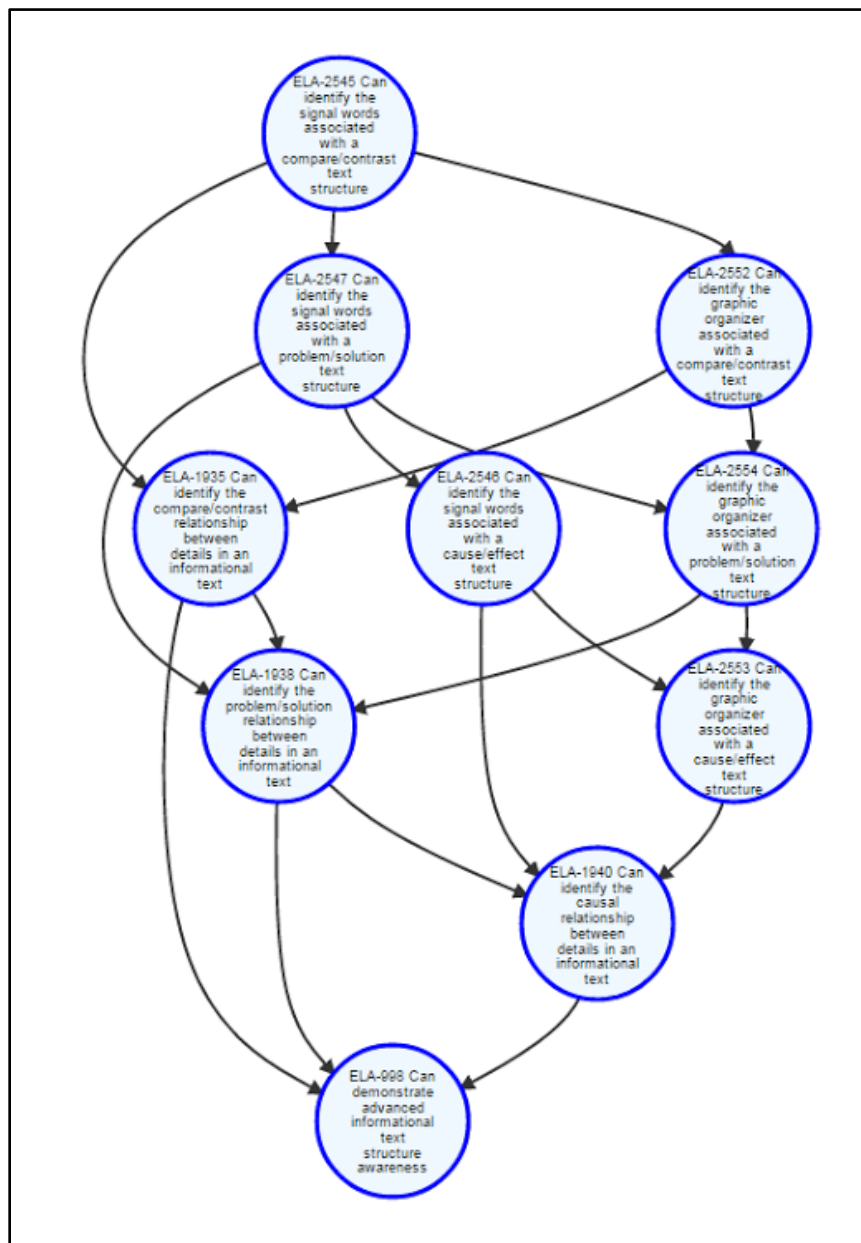 ELA-2545 Can
identify the
signal words
associated
with a
compare/contrast
text
structure
ELA-2547 Can
identify the
signal words
associated
with a
problem/solution
text
structure
ELA-2552 Can
identify the
graphic
organizer
associated
with a
compare/contrast
text
structure
ELA-1935 Can
identify the
compare/contrast
relationship
between
details in an
informational
text
ELA-2546 Can
identify the
signal words
associated
with a
cause/effect
text
structure
ELA-2554 Can
identify the
graphic
organizer
associated
with a
problem/solution
text
structure
ELA-1938 Can
identify the
problem/solution
relationship
between
details in an
informational
text
ELA-2553 Can
identify the
graphic
organizer
associated
with a
cause/effect
text
structure
ELA-1940 Can
identify the
causal
relationship
between
details in an
informational
text
ELA-998 Can
demonstrate
advanced
informational
text
structure
awareness